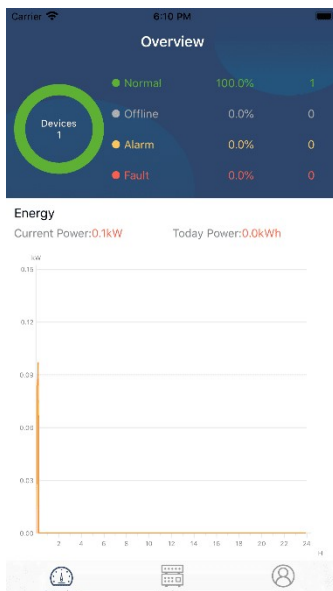 Carrier 6:10 PM
Overview
Devices
1
Normal 100.0% 1
Offline 0.0% 0
Alarm 0.0% 0
Fault 0.0% 0
Energy
Current Power:0.1kW Today Power:0.0kWh
kW
0.15
0.12
0.09
0.06
0.03
0.00
2 4 6 8 10 12 14 16 18 20 22 24
H